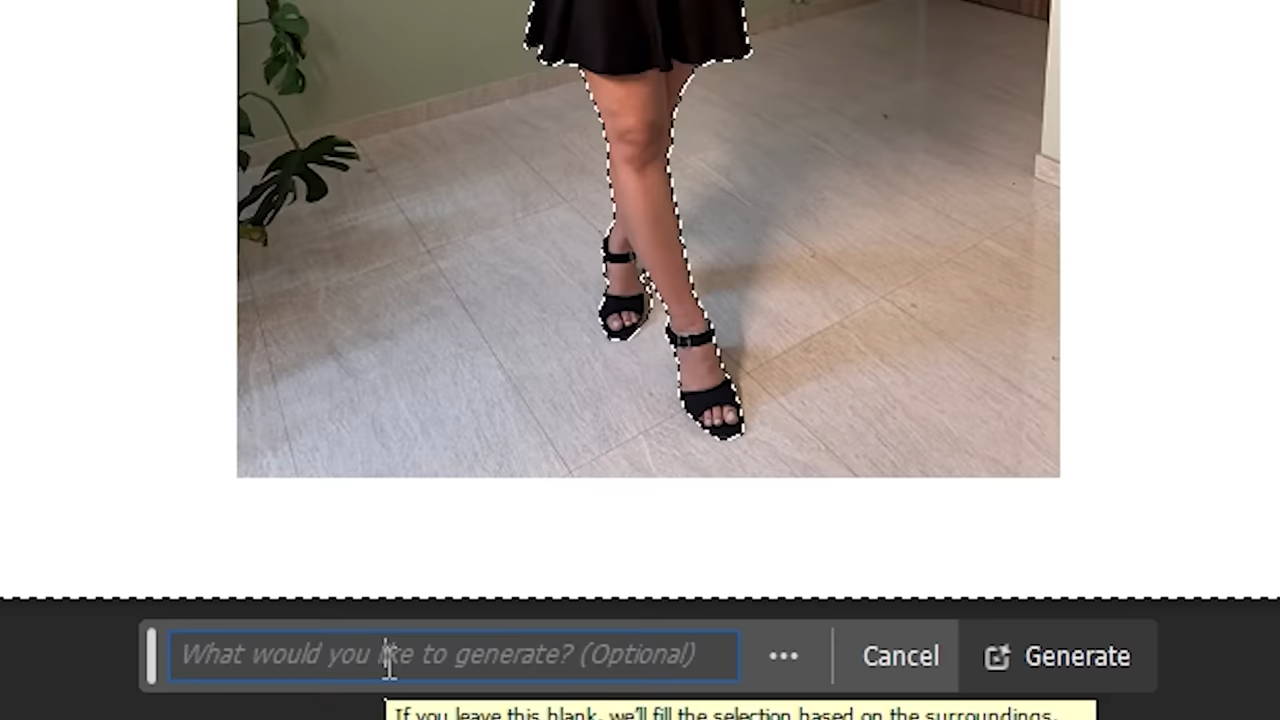 What would you like to generate? (Optional)
Cancel
Generate
If you leave this blank, we'll fill the selection based on the surroundings.